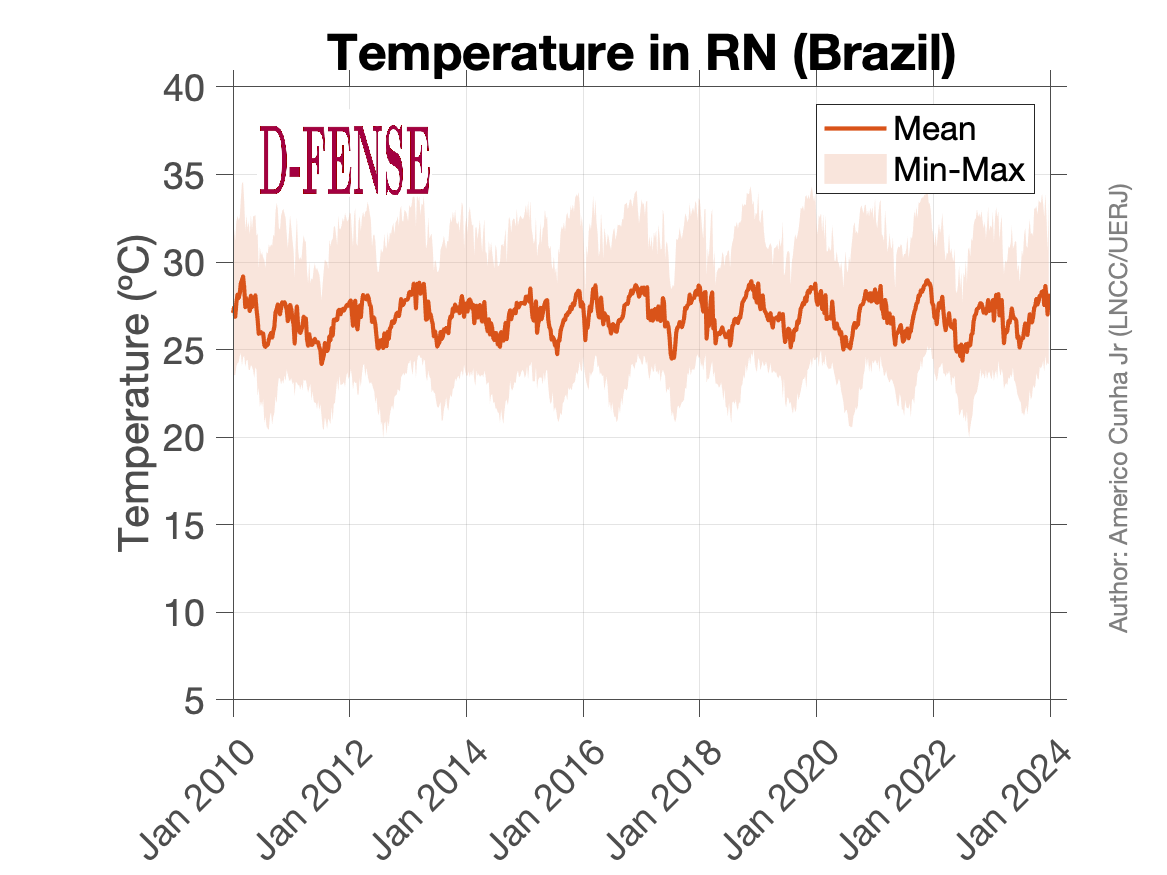 Temperature in RN (Brazil)
D-FENSE
Mean
Min-Max
Temperature (ºC)
40
35
30
25
20
15
10
5
Jan 2010
Jan 2012
Jan 2014
Jan 2016
Jan 2018
Jan 2020
Jan 2022
Jan 2024
Author: Americo Cunha Jr (LNCC/UERJ)